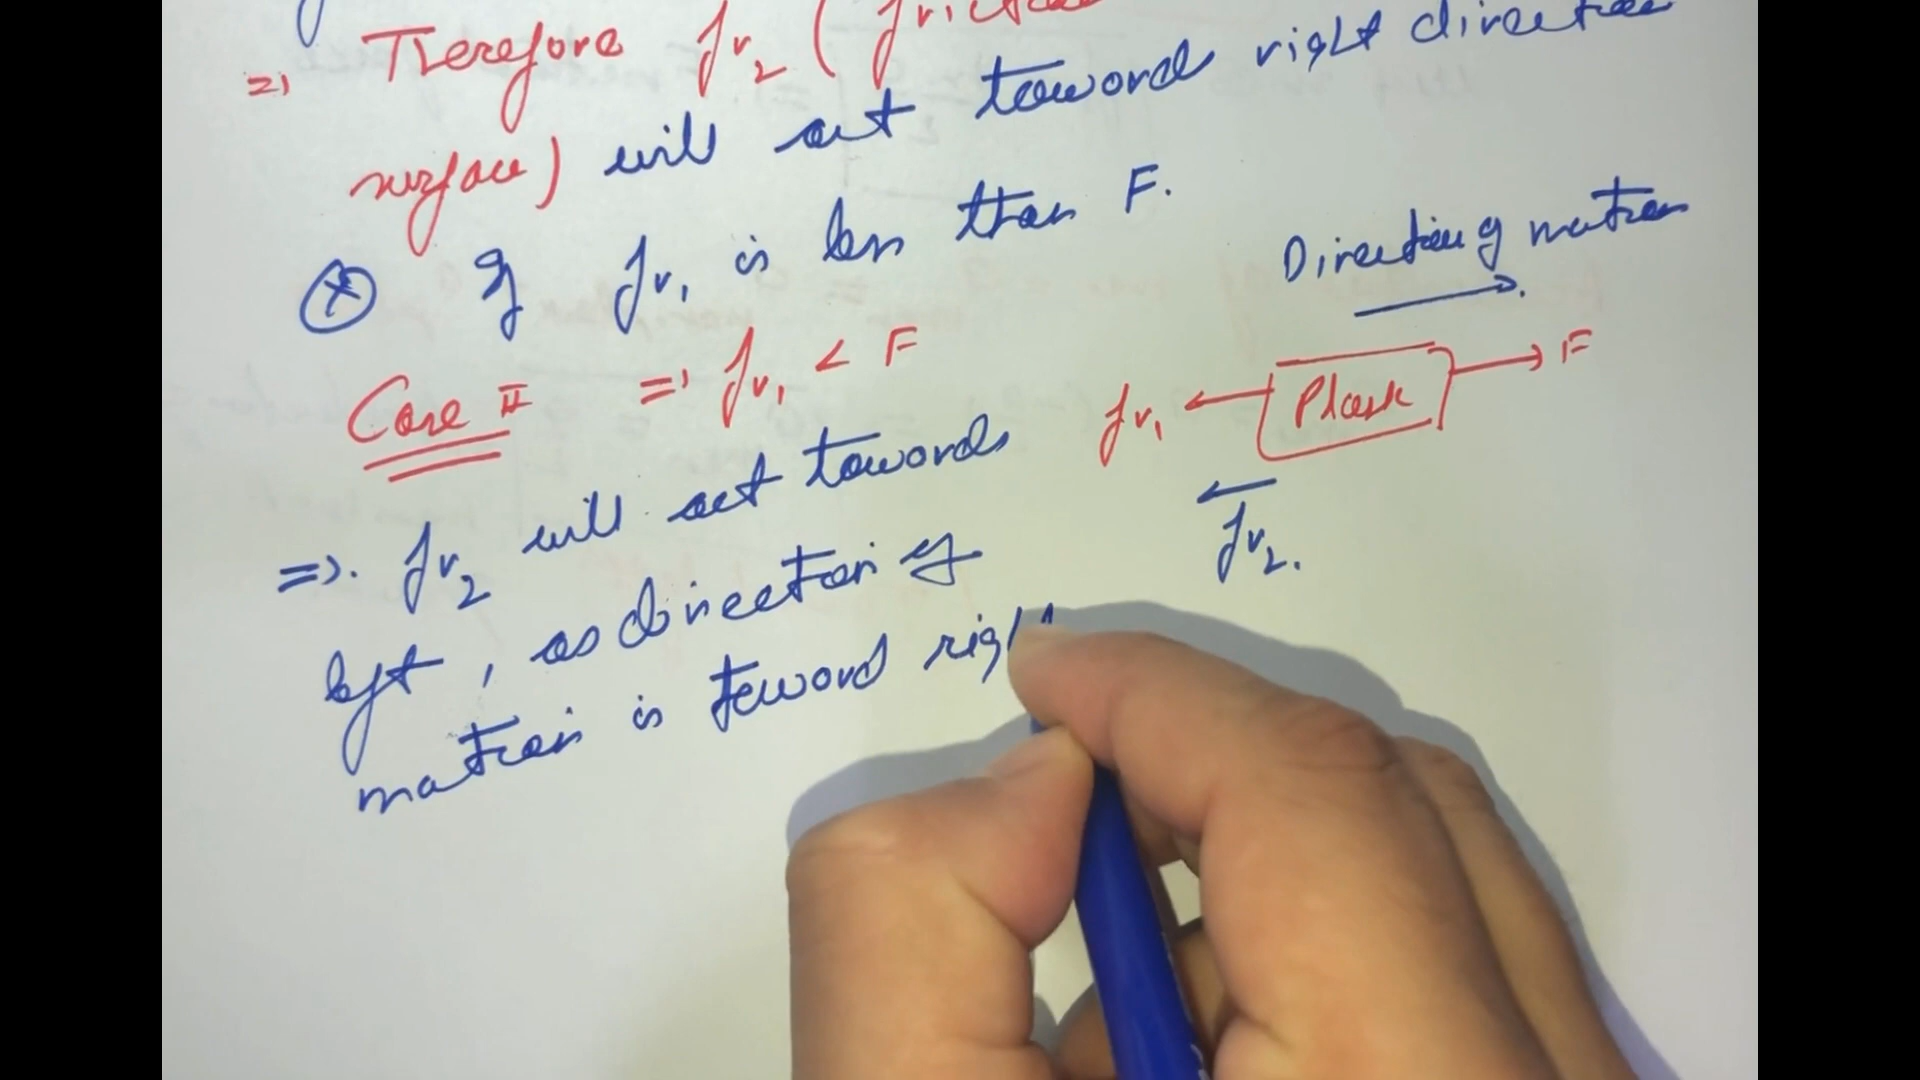 =) Therefore fr2 (friction
surface) will act toward right direction
* If fr1 is less than F.
Direction of motion
Case II => fr1 < F
fr1 Plank F
=>. fr2 will act towards
fr2.
left, as direction of
motion is toward right